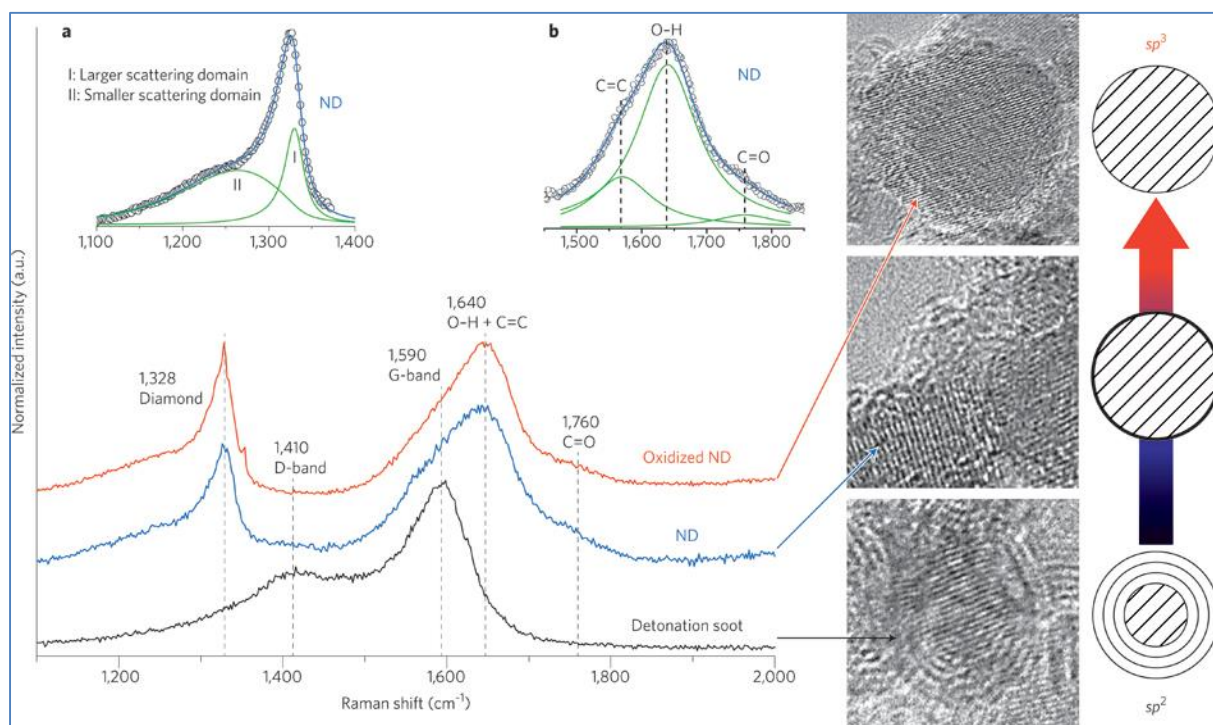 a
I: Larger scattering domain
II: Smaller scattering domain
ND
I
II
1,100
1,200
1,300
1,400
b
O–H
C=C
ND
C=O
1,500
1,600
1,700
1,800
sp³
Normalized intensity (a.u.)
1,640
O–H + C=C
1,590
G-band
1,328
Diamond
1,410
D-band
1,760
C=O
Oxidized ND
ND
Detonation soot
1,200
1,400
1,600
1,800
2,000
Raman shift (cm⁻¹)
sp²